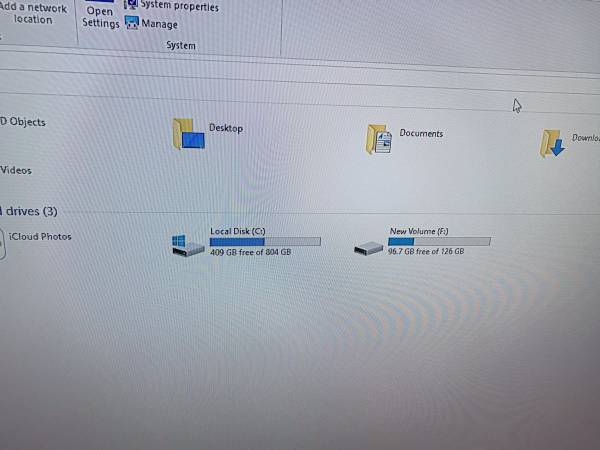 Add a network
location
Open
Settings
System properties
Manage
System
D Objects
Desktop
Documents
Downlo
Videos
drives (3)
iCloud Photos
Local Disk (C:)
409 GB free of 804 GB
New Volume (F:)
96.7 GB free of 126 GB